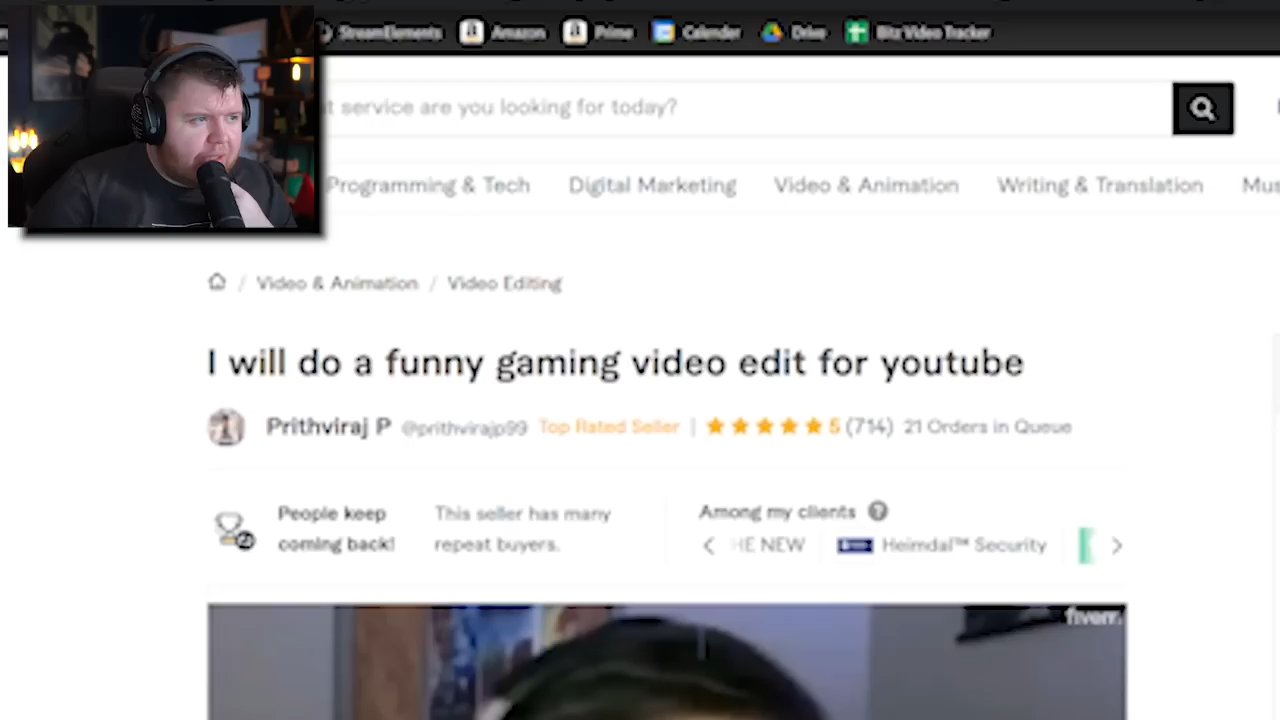 StreamElements Amazon Prime Calender Drive Bitz Video Tracker
t service are you looking for today?
Programming & Tech Digital Marketing Video & Animation Writing & Translation Mus
/ Video & Animation / Video Editing
I will do a funny gaming video edit for youtube
Prithviraj P @prithvirajp99 Top Rated Seller | 5 (714) 21 Orders in Queue
People keep
coming back!
This seller has many
repeat buyers.
Among my clients ?
HE NEW Heimdal™ Security
fiverr.